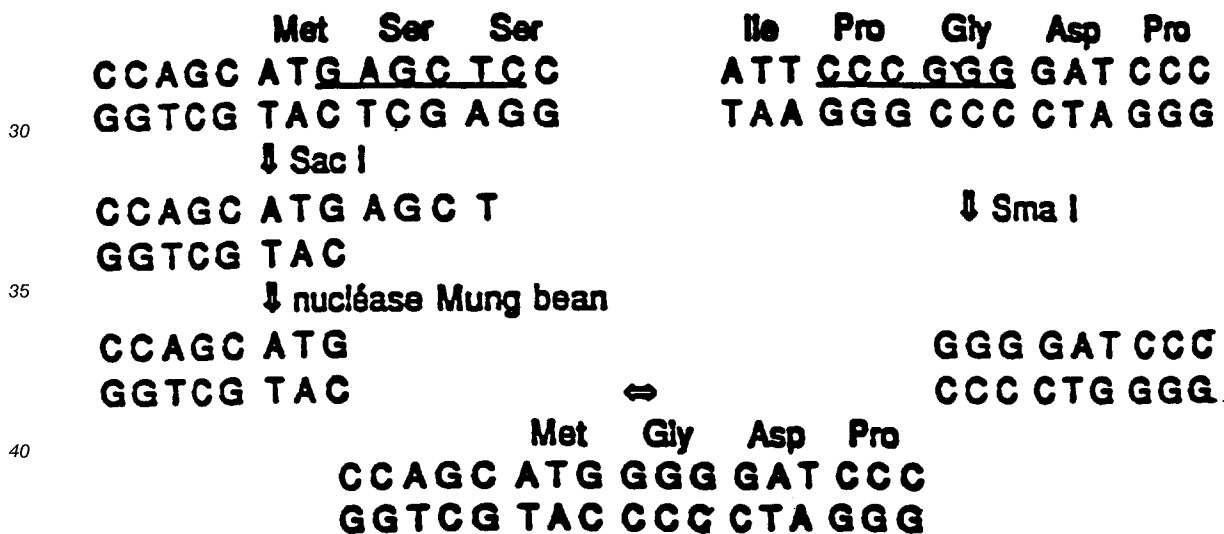 Met Ser Ser Ile Pro Gly Asp Pro
CCAGC ATG AGC TCC ATT CCC GGG GAT CCC
30 GGTCG TAC TCG AGG TAA GGG CCC CTA GGG
⇓ Sac I
CCAGC ATG AGC T ⇓ Sma I
GGTCG TAC
35 ⇓ nucléase Mung bean
CCAGC ATG GGG GAT CCC
GGTCG TAC ⇔ CCC CTG GGG
40 Met Gly Asp Pro
CCAGC ATG GGG GAT CCC
GGTCG TAC CCC CTA GGG